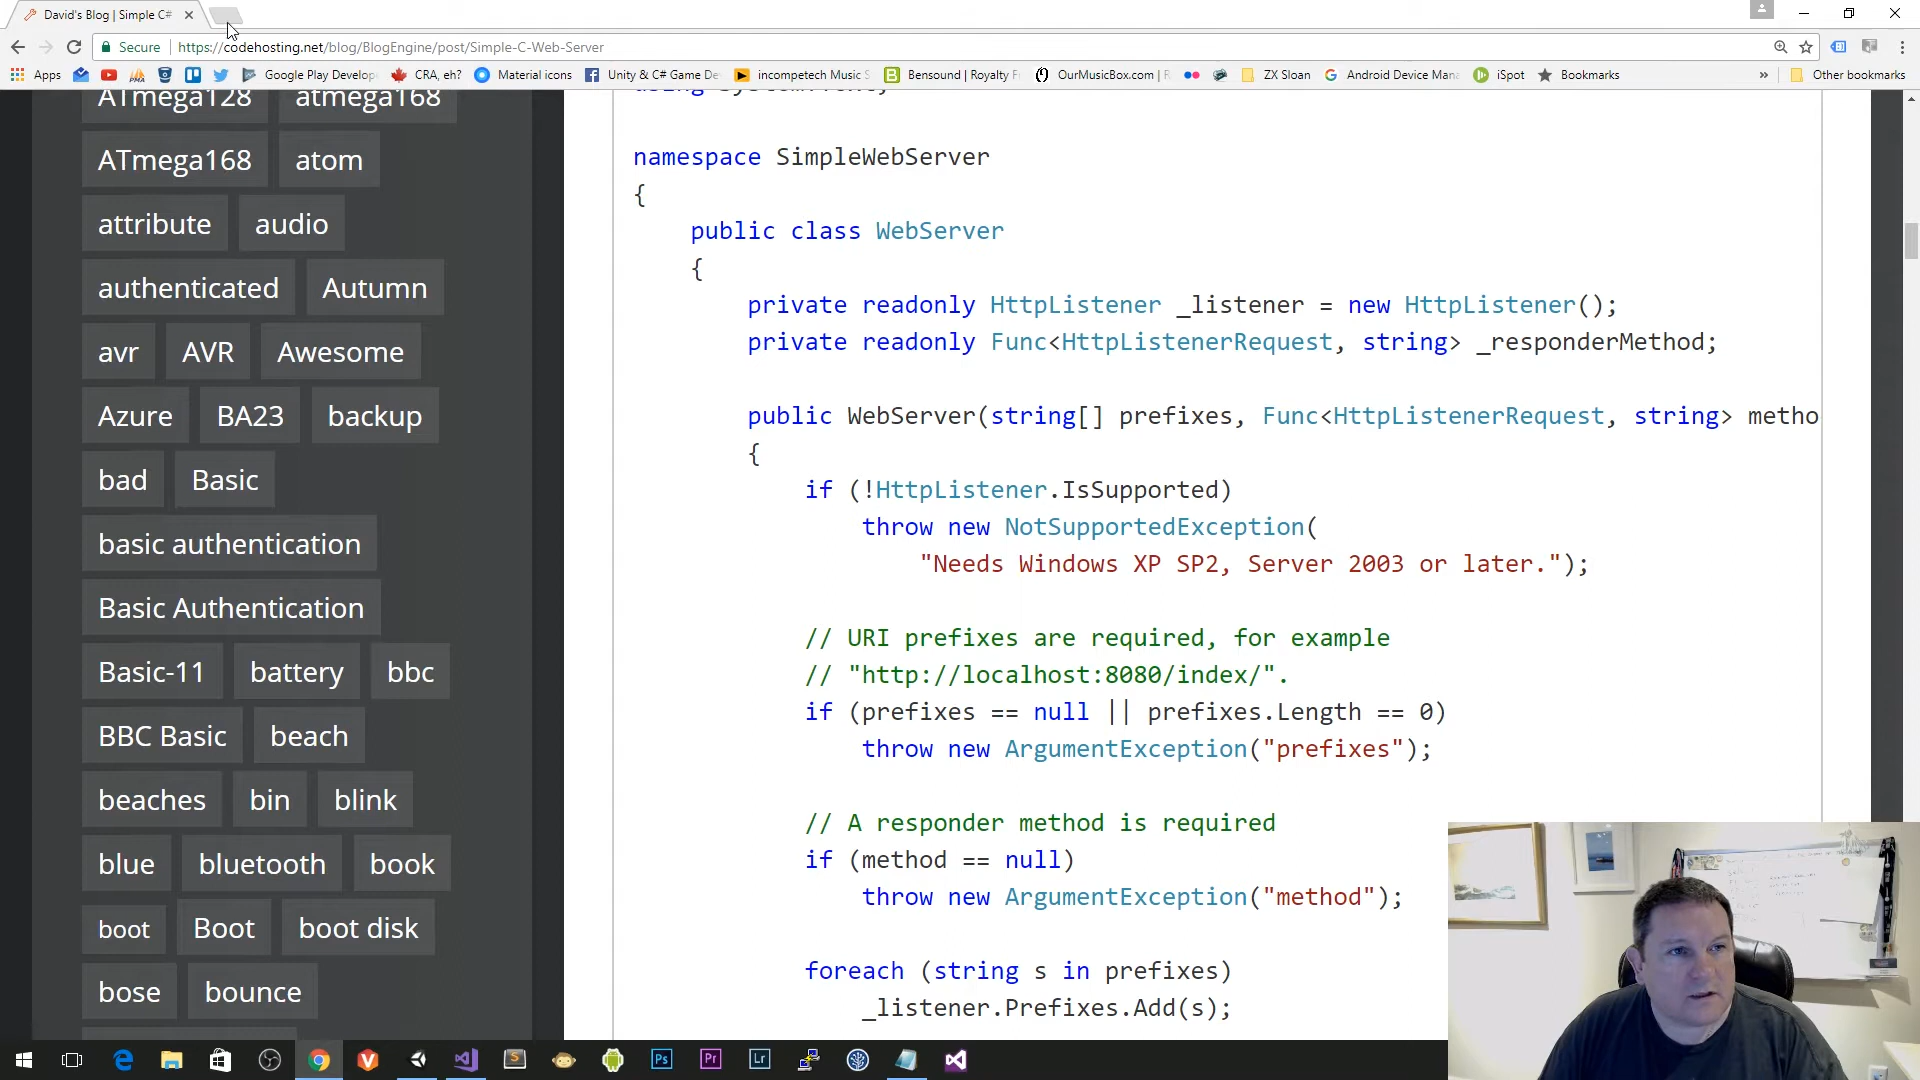 David's Blog | Simple C#
Secure https://codehosting.net/blog/BlogEngine/post/Simple-C-Web-Server
Apps Google Play Develop CRA, eh? Material icons Unity & C# Game De incompetech Music S Bensound | Royalty F OurMusicBox.com | R ZX Sloan Android Device Mana iSpot Bookmarks » Other bookmarks
ATmega128 atmega168
ATmega168 atom
attribute audio
authenticated Autumn
avr AVR Awesome
Azure BA23 backup
bad Basic
basic authentication
Basic Authentication
Basic-11 battery bbc
BBC Basic beach
beaches bin blink
blue bluetooth book
boot Boot boot disk
bose bounce
namespace SimpleWebServer
{
public class WebServer
{
private readonly HttpListener _listener = new HttpListener();
private readonly Func<HttpListenerRequest, string> _responderMethod;
public WebServer(string[] prefixes, Func<HttpListenerRequest, string> metho
{
if (!HttpListener.IsSupported)
throw new NotSupportedException(
"Needs Windows XP SP2, Server 2003 or later.");
// URI prefixes are required, for example
// "http://localhost:8080/index/".
if (prefixes == null || prefixes.Length == 0)
throw new ArgumentException("prefixes");
// A responder method is required
if (method == null)
throw new ArgumentException("method");
foreach (string s in prefixes)
_listener.Prefixes.Add(s);
Ps Pr Lr